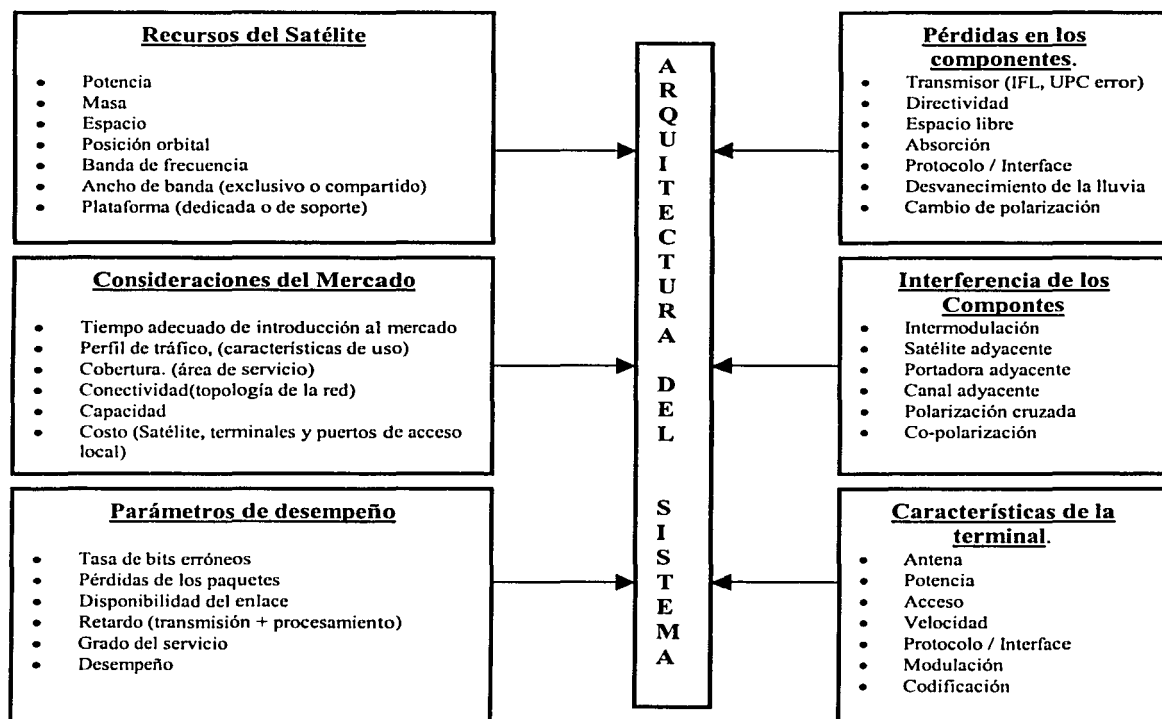 Recursos del Satélite
• Potencia
• Masa
• Espacio
• Posición orbital
• Banda de frecuencia
• Ancho de banda (exclusivo o compartido)
• Plataforma (dedicada o de soporte)
Consideraciones del Mercado
• Tiempo adecuado de introducción al mercado
• Perfil de tráfico, (características de uso)
• Cobertura. (área de servicio)
• Conectividad(topología de la red)
• Capacidad
• Costo (Satélite, terminales y puertos de acceso
local)
Parámetros de desempeño
• Tasa de bits erróneos
• Pérdidas de los paquetes
• Disponibilidad del enlace
• Retardo (transmisión + procesamiento)
• Grado del servicio
• Desempeño
ARQUITECTURA DEL SISTEMA
Pérdidas en los
componentes.
• Transmisor (IFL, UPC error)
• Directividad
• Espacio libre
• Absorción
• Protocolo / Interface
• Desvanecimiento de la lluvia
• Cambio de polarización
Interferencia de los
Compontes
• Intermodulación
• Satélite adyacente
• Portadora adyacente
• Canal adyacente
• Polarización cruzada
• Co-polarización
Características de la
terminal.
• Antena
• Potencia
• Acceso
• Velocidad
• Protocolo / Interface
• Modulación
• Codificación